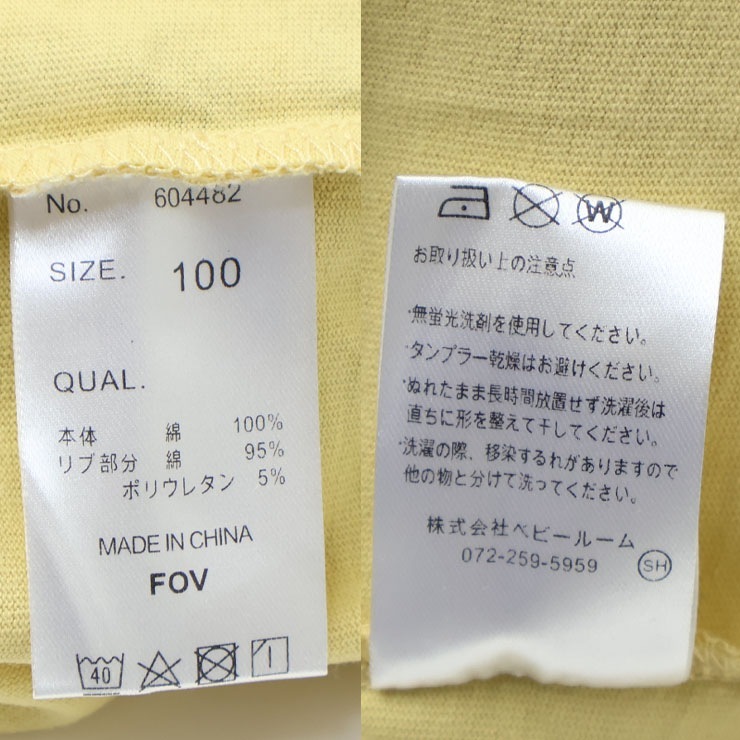 No. 604482
SIZE. 100
QUAL.
本体 綿 100%
リブ部分 綿 95%
ポリウレタン 5%
MADE IN CHINA
FOV
40
W
お取り扱い上の注意点
・無蛍光洗剤を使用してください。
・タンブラー乾燥はお避けください。
・ぬれたまま長時間放置せず洗濯後は
直ちに形を整えて干してください。
・洗濯の際、移染するれがありますので
他の物と分けて洗ってください。
株式会社ベビールーム
072-259-5959
SH